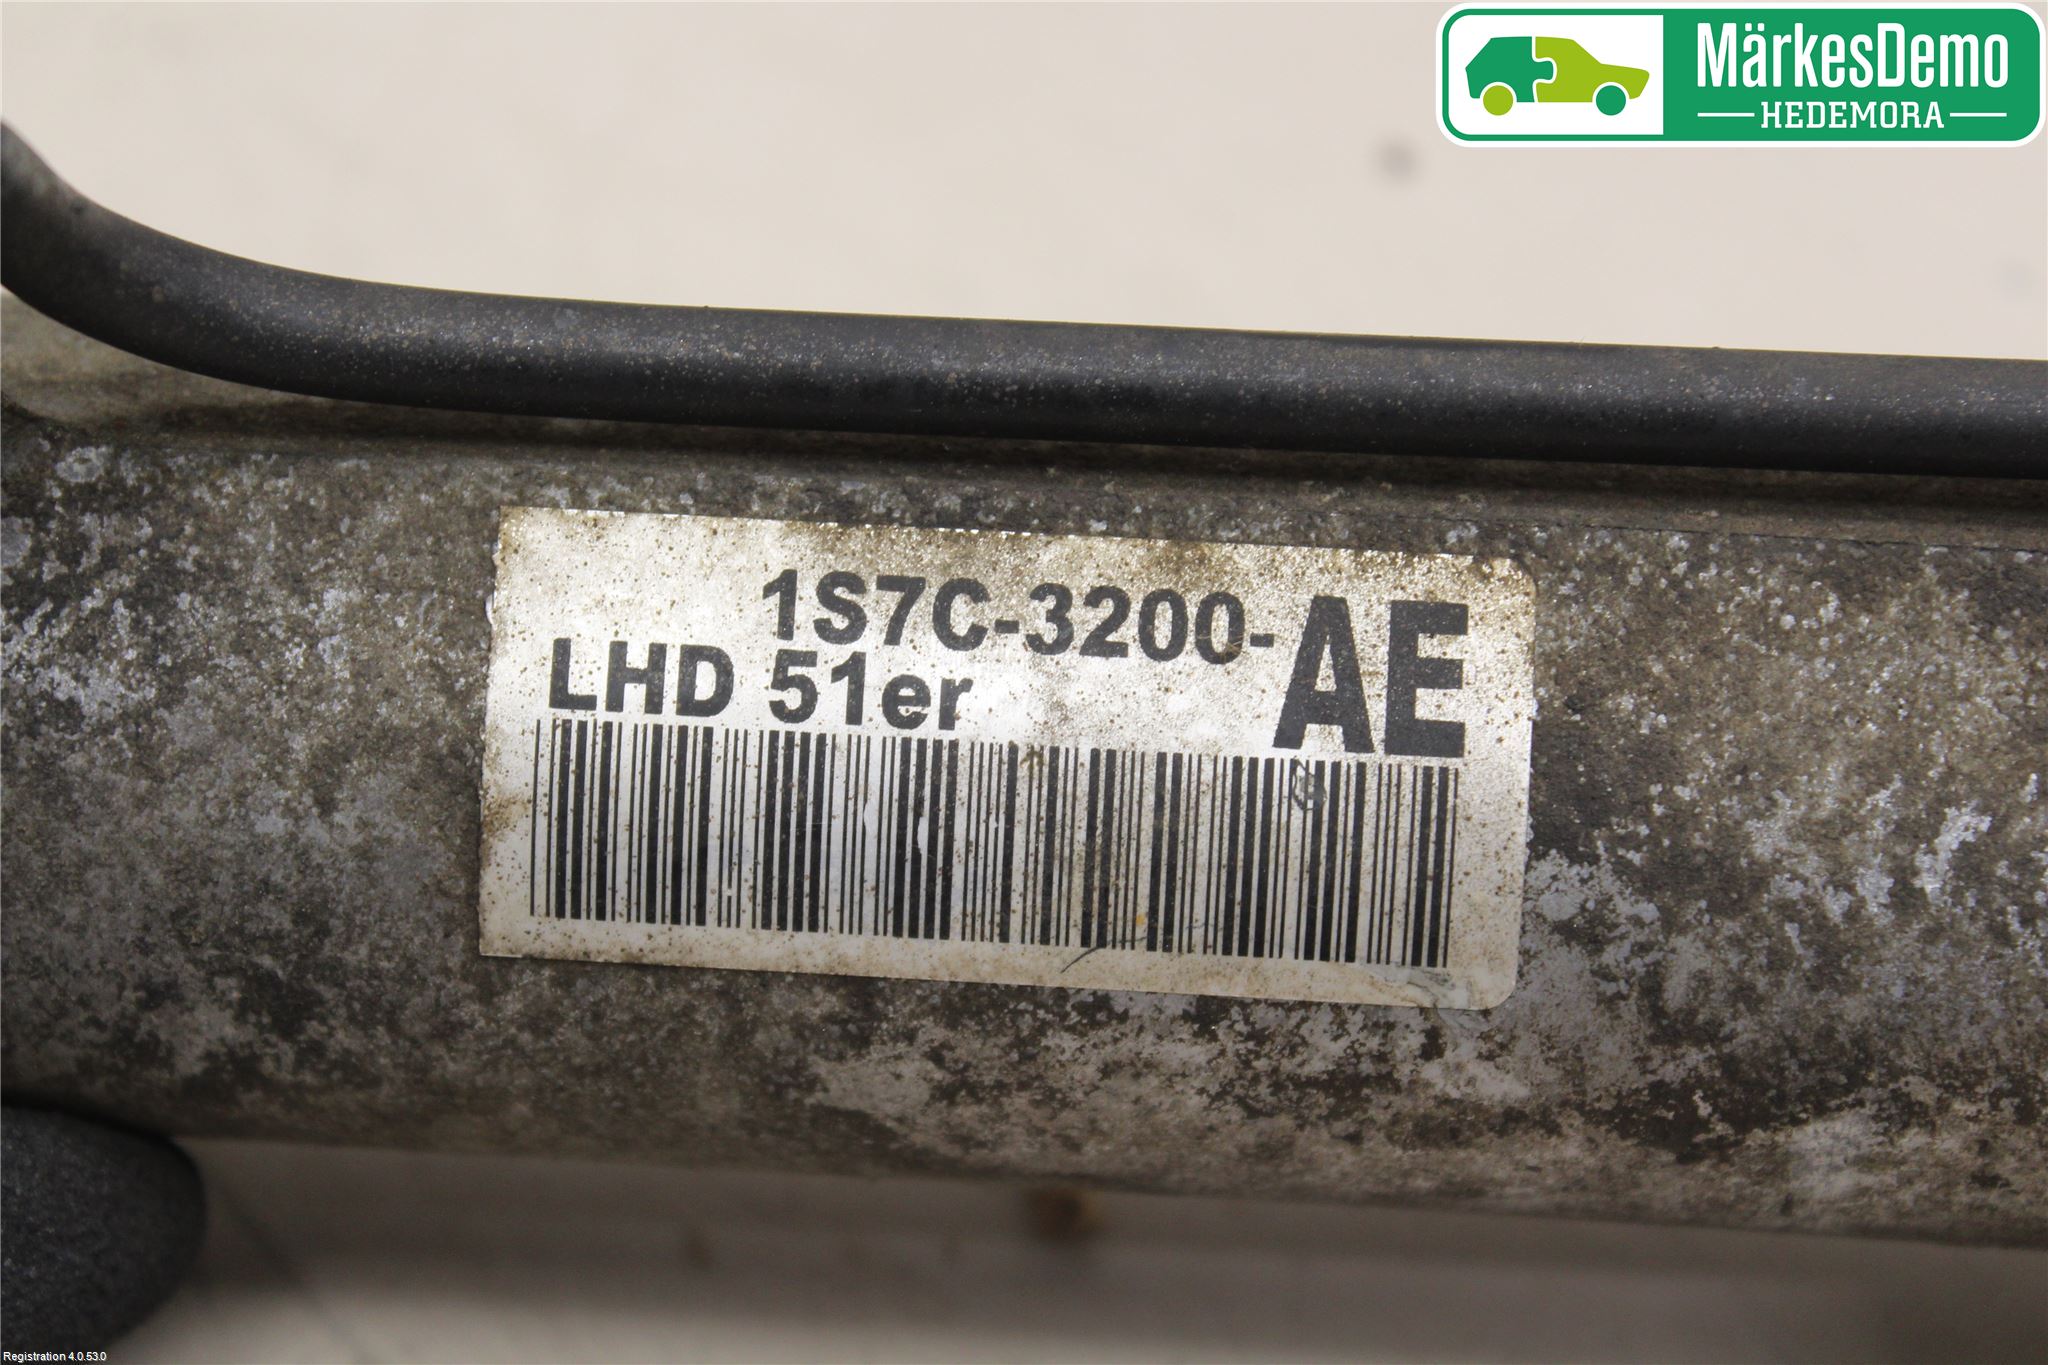 MärkesDemo
HEDEMORA
1S7C-3200-AE
LHD 51er
Registration 4.0.53.0